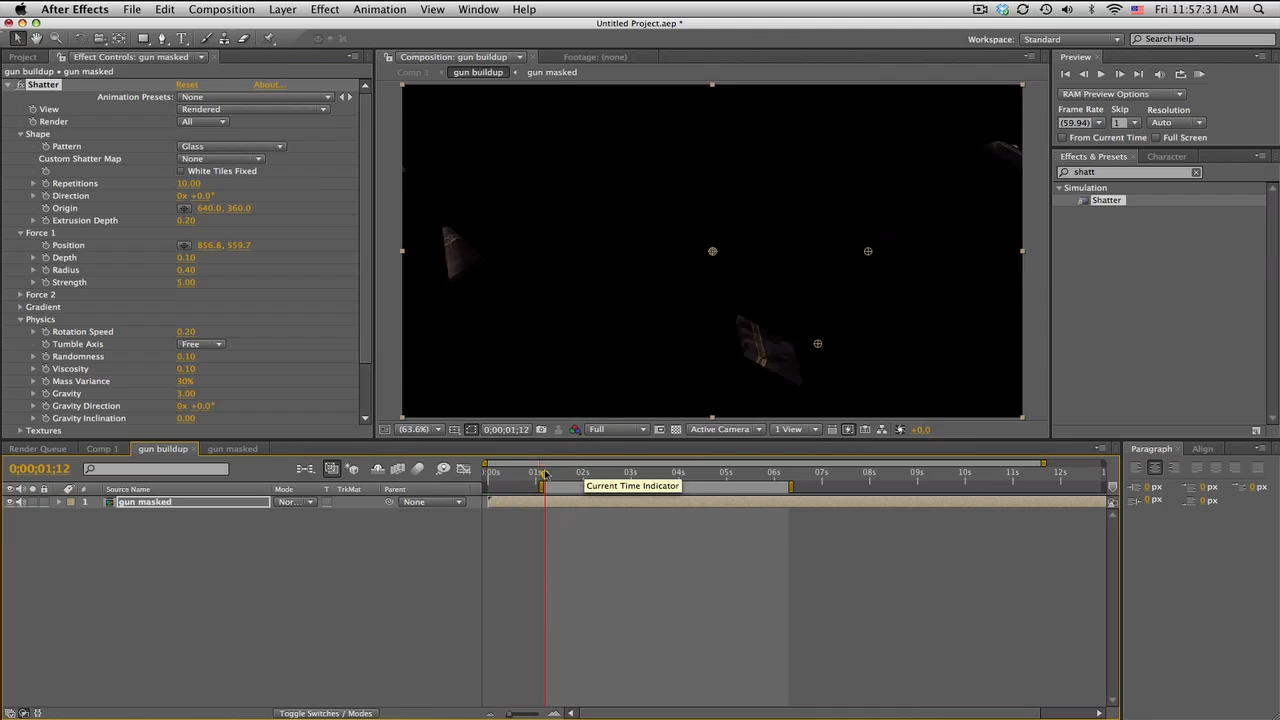 After Effects File Edit Composition Layer Effect Animation View Window Help Fri 11:57:31 AM
Untitled Project.aep *
Workspace: Standard Search Help
Project Effect Controls: gun masked Composition: gun buildup Footage: (none) Preview
gun buildup • gun masked Comp 1 gun buildup gun masked
fx Shatter Reset About...
Animation Presets: None RAM Preview Options
View Rendered Frame Rate Skip Resolution
Render All (59.94) 1 Auto
Shape From Current Time Full Screen
Pattern Glass
Custom Shatter Map None Effects & Presets Character
White Tiles Fixed shatt
Repetitions 10.00 Simulation
Direction 0x +0.0° Shatter
Origin 640.0, 360.0
Extrusion Depth 0.20
Force 1
Position 856.8, 559.7
Depth 0.10
Radius 0.40
Strength 5.00
Force 2
Gradient
Physics
Rotation Speed 0.20
Tumble Axis Free
Randomness 0.10
Viscosity 0.10
Mass Variance 30%
Gravity 3.00
Gravity Direction 0x +0.0°
Gravity Inclination 0.00
Textures (63.6%) 0;00;01;12 Full Active Camera 1 View +0.0
Render Queue Comp 1 gun buildup gun masked Paragraph Align
0;00;01;12 :00s 01s 02s 03s 04s 05s 06s 07s 08s 09s 10s 11s 12s 1
Current Time Indicator
# Source Name Mode T TrkMat Parent 0 px 0 px 0 px
1 gun masked Nor... None 0 px 0 px
Toggle Switches / Modes